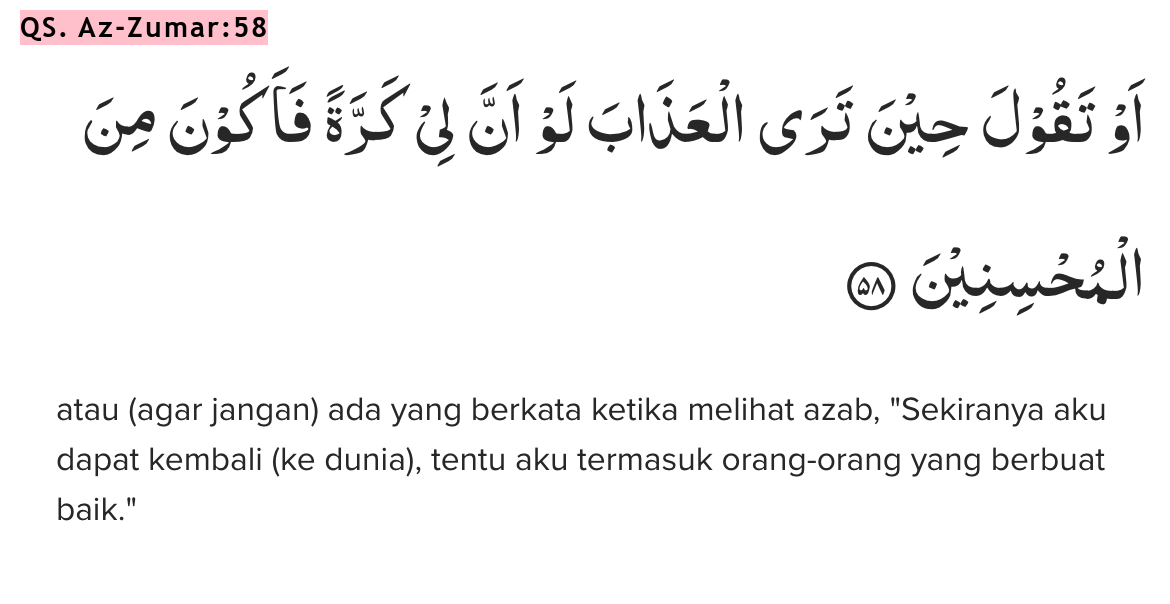 QS. Az-Zumar:58
اَوْ تَقُوْلَ حِيْنَ تَرَى الْعَذَابَ لَوْ اَنَّ لِيْ كَرَّةً فَاَكُوْنَ مِنَ
الْمُحْسِنِيْنَ ۵۸
atau (agar jangan) ada yang berkata ketika melihat azab, "Sekiranya aku
dapat kembali (ke dunia), tentu aku termasuk orang-orang yang berbuat
baik."